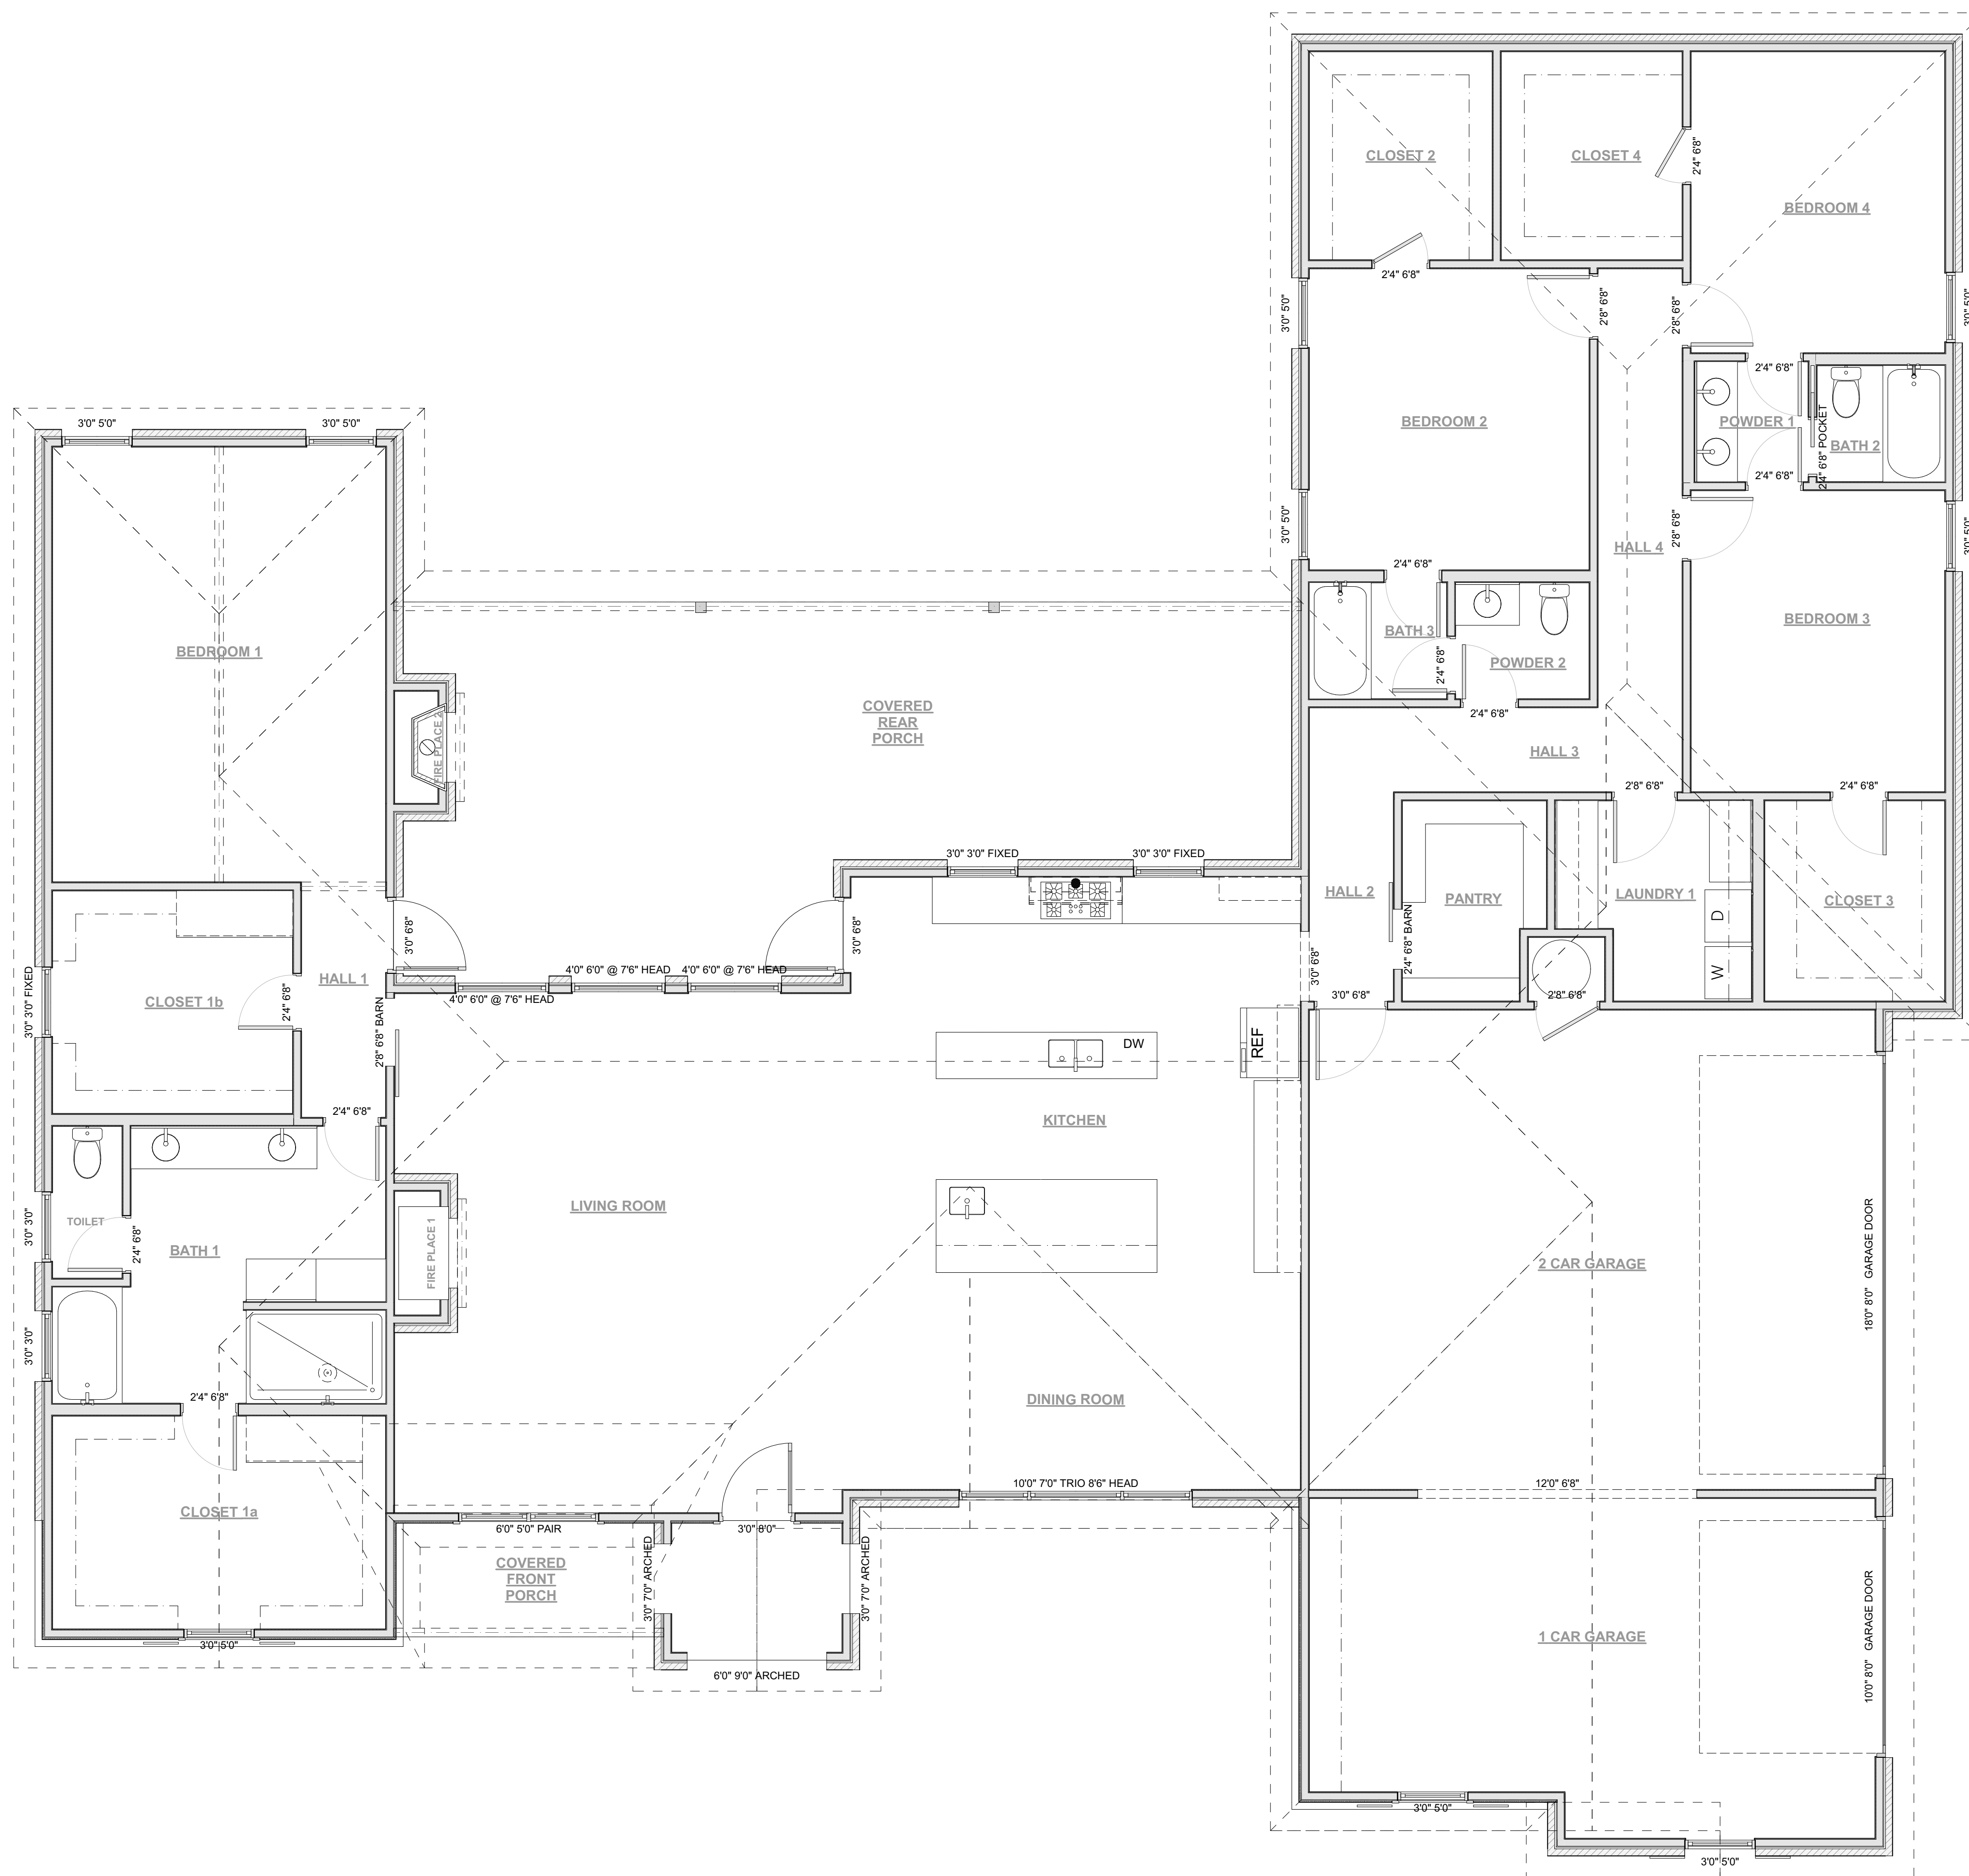 CLOSET 2
CLOSET 4
2'4" 6'8"
BEDROOM 4
2'4" 6'8"
3'0" 5'0"
2'8" 6'8"
2'8" 6'8"
3'0" 5'0"
2'4" 6'8"
BEDROOM 2
POWDER 1
2'4" 6'8" POCKET
BATH 2
2'4" 6'8"
3'0" 5'0"
HALL 4
2'8" 6'8"
3'0" 5'0"
2'4" 6'8"
BATH 3
2'4" 6'8"
POWDER 2
2'4" 6'8"
BEDROOM 3
HALL 3
2'8" 6'8"
2'4" 6'8"
3'0" 5'0"
3'0" 5'0"
BEDROOM 1
FIRE PLACE 2
COVERED
REAR
PORCH
3'0" 3'0" FIXED
3'0" 3'0" FIXED
HALL 2
2'4" 6'8" BARN
PANTRY
LAUNDRY 1
D
W
CLOSET 3
3'0" 6'8"
3'0" 6'8"
3'0" 6'8"
3'0" 6'8"
2'8" 6'8"
4'0" 6'0" @ 7'6" HEAD
4'0" 6'0" @ 7'6" HEAD
4'0" 6'0" @ 7'6" HEAD
HALL 1
3'0" 3'0" FIXED
CLOSET 1b
2'4" 6'8"
2'8" 6'8" BARN
2'4" 6'8"
DW
REF
KITCHEN
LIVING ROOM
3'0" 3'0"
TOILET
2'4" 6'8"
BATH 1
FIRE PLACE 1
2 CAR GARAGE
18'0" 8'0" GARAGE DOOR
3'0" 3'0"
2'4" 6'8"
DINING ROOM
CLOSET 1a
10'0" 7'0" TRIO 8'6" HEAD
12'0" 6'8"
6'0" 5'0" PAIR
3'0" 8'0"
COVERED
FRONT
PORCH
3'0" 7'0" ARCHED
3'0" 7'0" ARCHED
1 CAR GARAGE
10'0" 8'0" GARAGE DOOR
3'0" 5'0"
6'0" 9'0" ARCHED
3'0" 5'0"
3'0" 5'0"